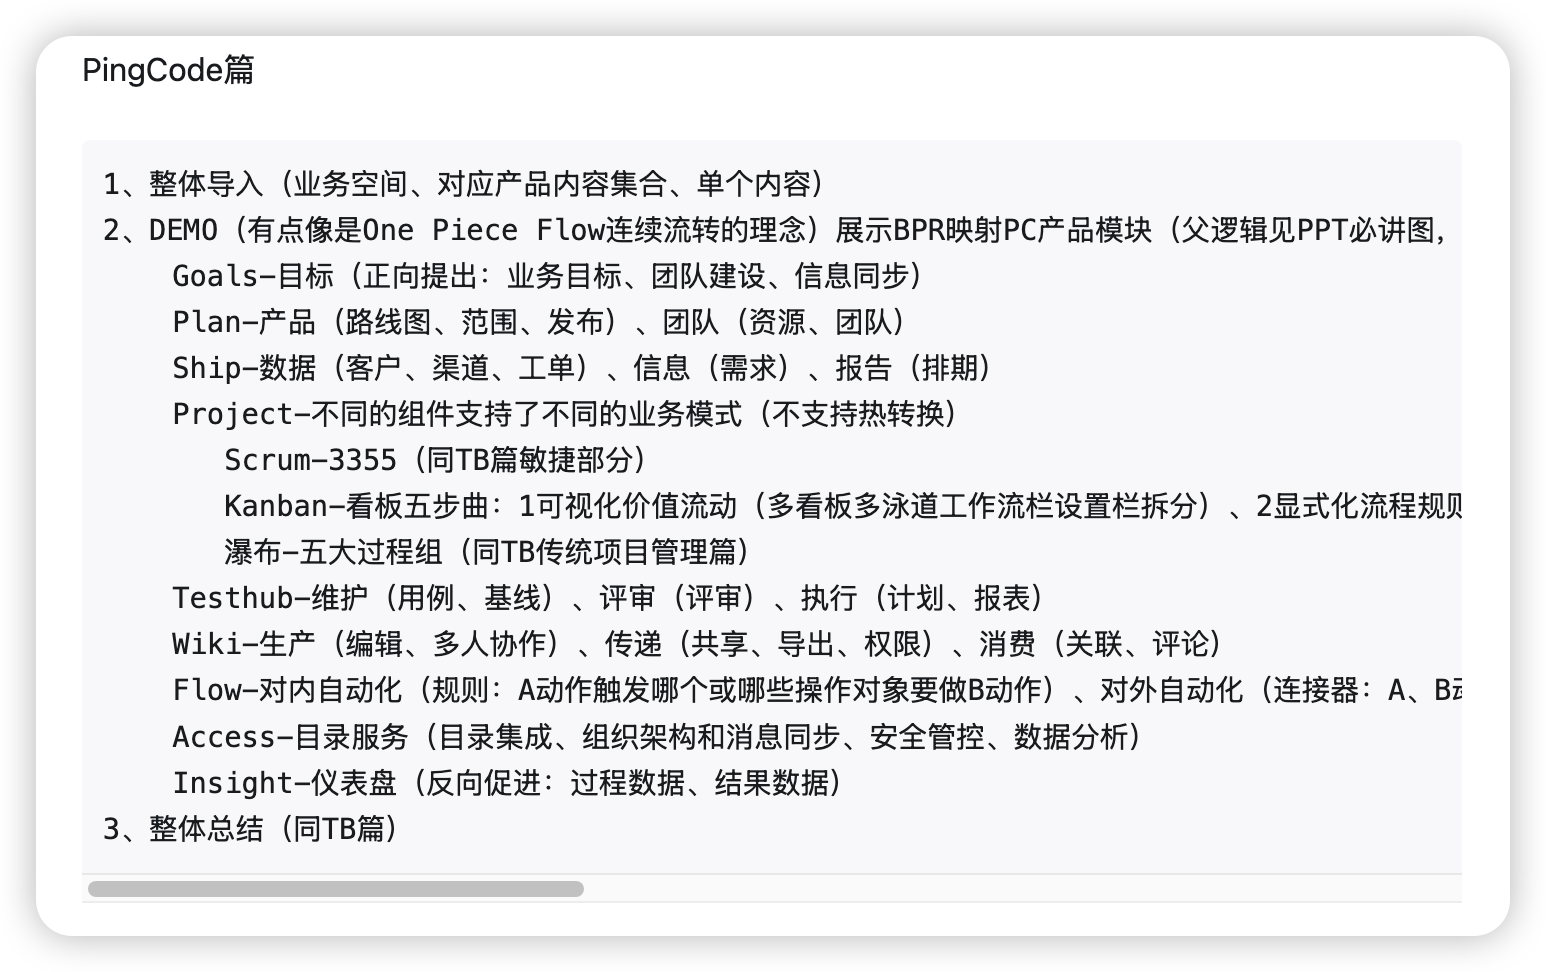 PingCode篇
1、整体导入（业务空间、对应产品内容集合、单个内容）
2、DEMO（有点像是One Piece Flow连续流转的理念）展示BPR映射PC产品模块（父逻辑见PPT必讲图，
Goals-目标（正向提出：业务目标、团队建设、信息同步）
Plan-产品（路线图、范围、发布）、团队（资源、团队）
Ship-数据（客户、渠道、工单）、信息（需求）、报告（排期）
Project-不同的组件支持了不同的业务模式（不支持热转换）
Scrum-3355（同TB篇敏捷部分）
Kanban-看板五步曲：1可视化价值流动（多看板多泳道工作流栏设置栏拆分）、2显式化流程规则
瀑布-五大过程组（同TB传统项目管理篇）
Testhub-维护（用例、基线）、评审（评审）、执行（计划、报表）
Wiki-生产（编辑、多人协作）、传递（共享、导出、权限）、消费（关联、评论）
Flow-对内自动化（规则：A动作触发哪个或哪些操作对象要做B动作）、对外自动化（连接器：A、B
Access-目录服务（目录集成、组织架构和消息同步、安全管控、数据分析）
Insight-仪表盘（反向促进：过程数据、结果数据）
3、整体总结（同TB篇）